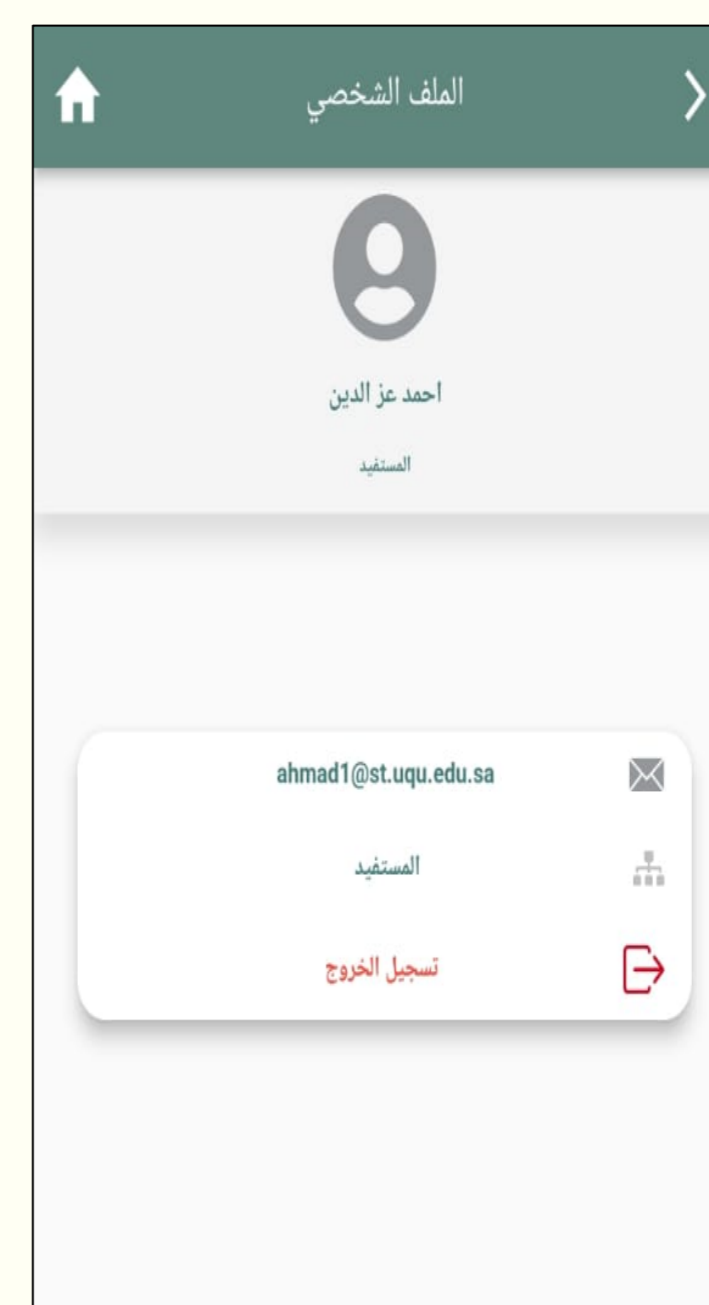 الملف الشخصي
احمد عز الدين
المستفيد
ahmad1@st.uqu.edu.sa
المستفيد
تسجيل الخروج